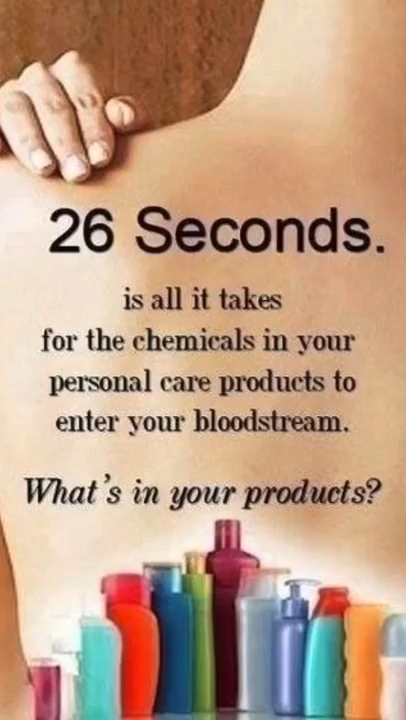 26 Seconds.
is all it takes
for the chemicals in your
personal care products to
enter your bloodstream.
What's in your products?